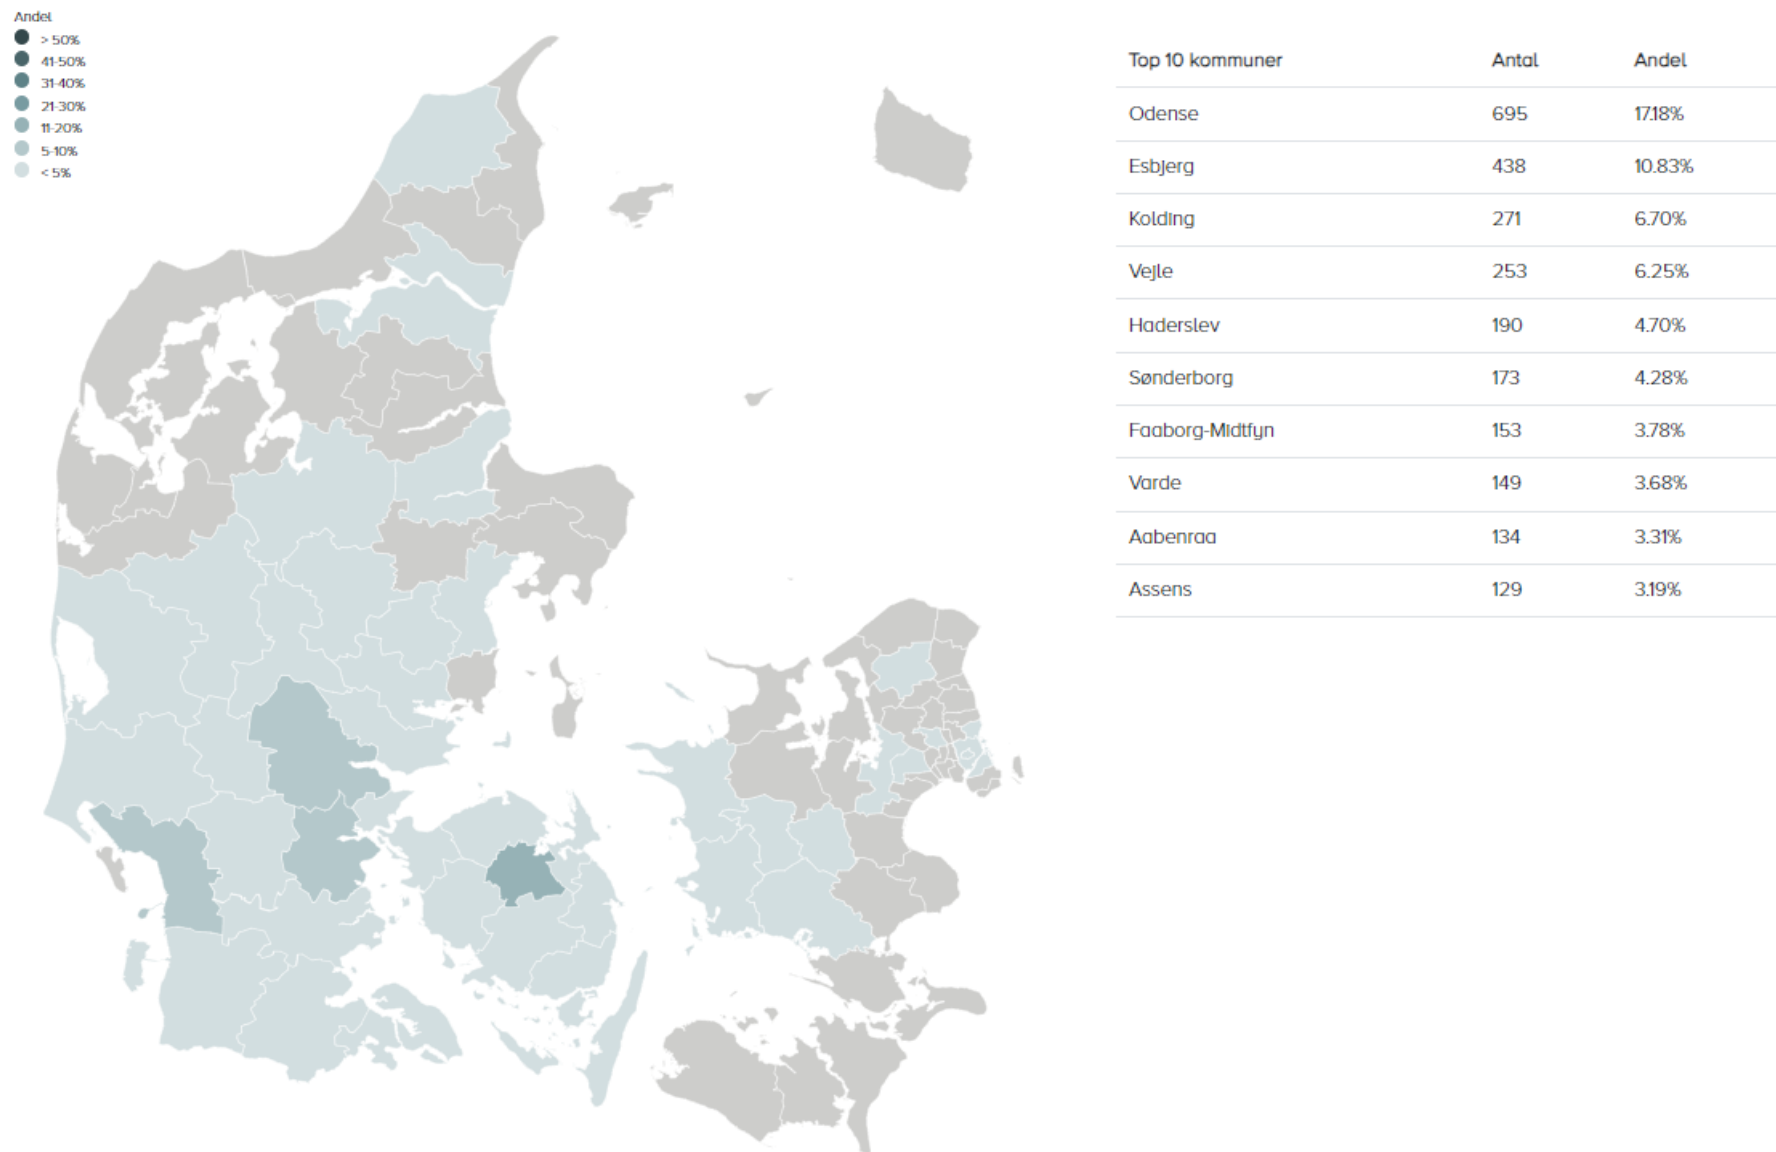 Andel
> 50%
41-50%
31-40%
21-30%
11-20%
5-10%
< 5%
Top 10 kommuner Antal Andel
Odense 695 17.18%
Esbjerg 438 10.83%
Kolding 271 6.70%
Vejle 253 6.25%
Haderslev 190 4.70%
Sønderborg 173 4.28%
Faaborg-Midtfyn 153 3.78%
Varde 149 3.68%
Aabenraa 134 3.31%
Assens 129 3.19%